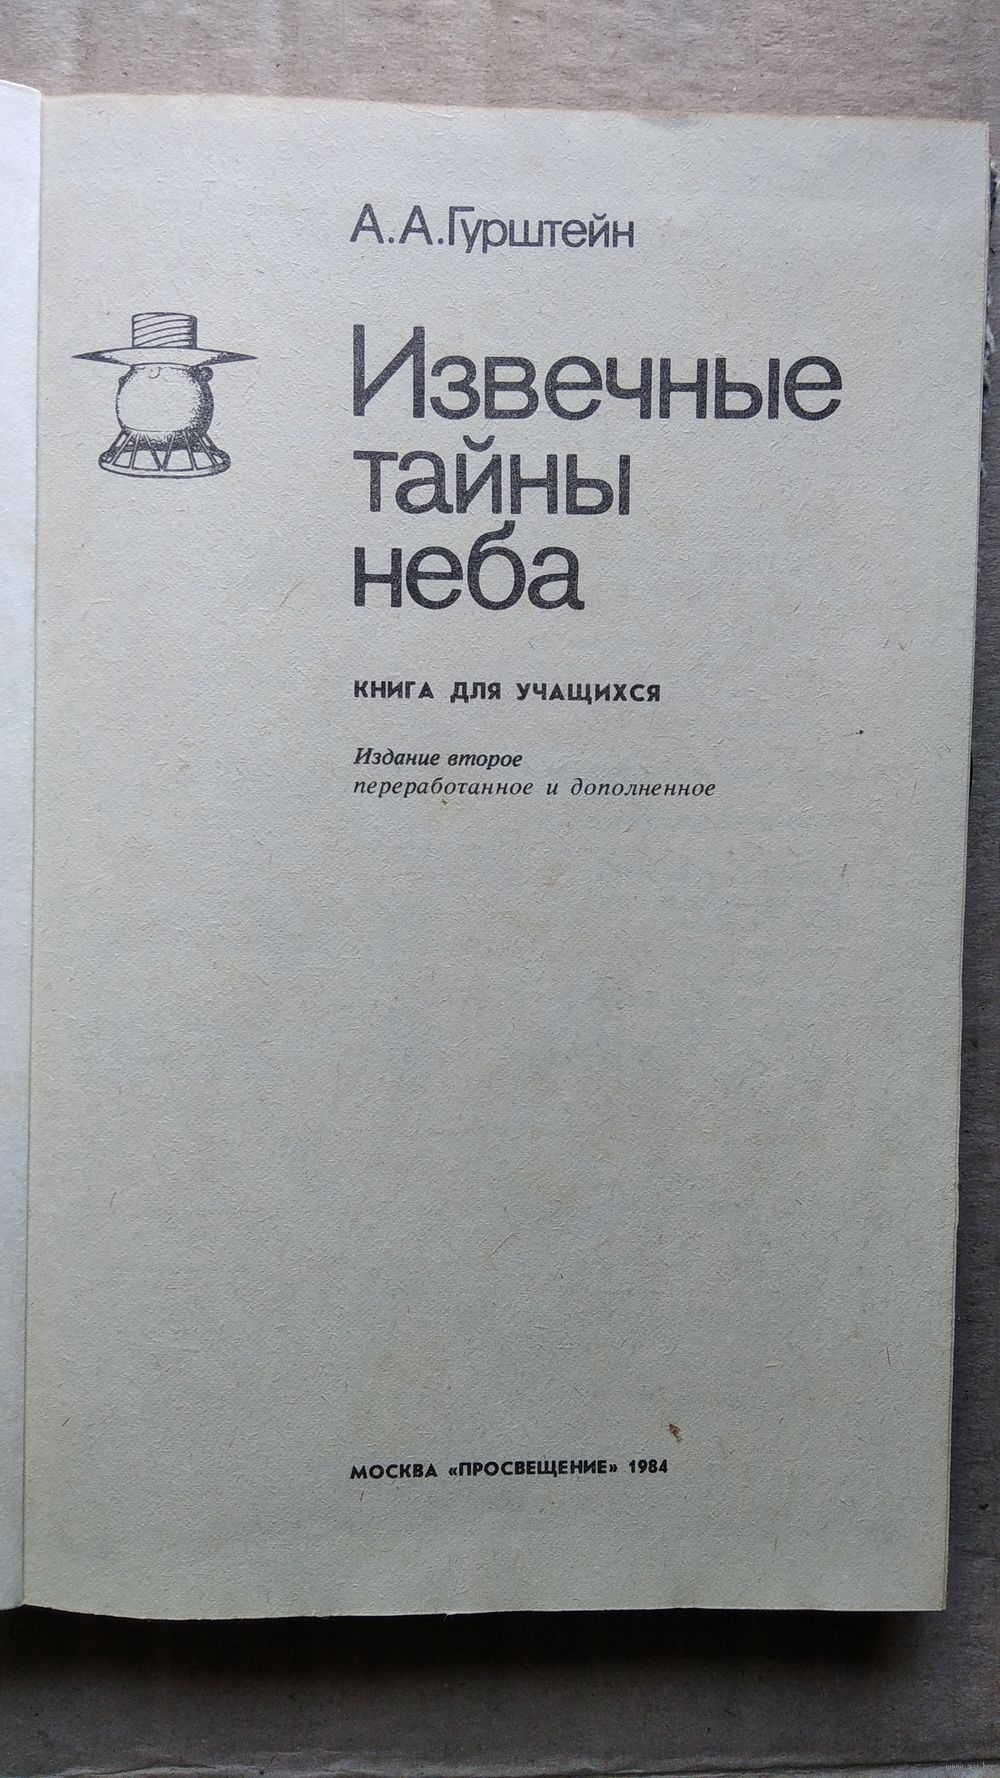 А.А.Гурштейн
Извечные
тайны
неба
КНИГА ДЛЯ УЧАЩИХСЯ
Издание второе
переработанное и дополненное
МОСКВА «ПРОСВЕЩЕНИЕ» 1984